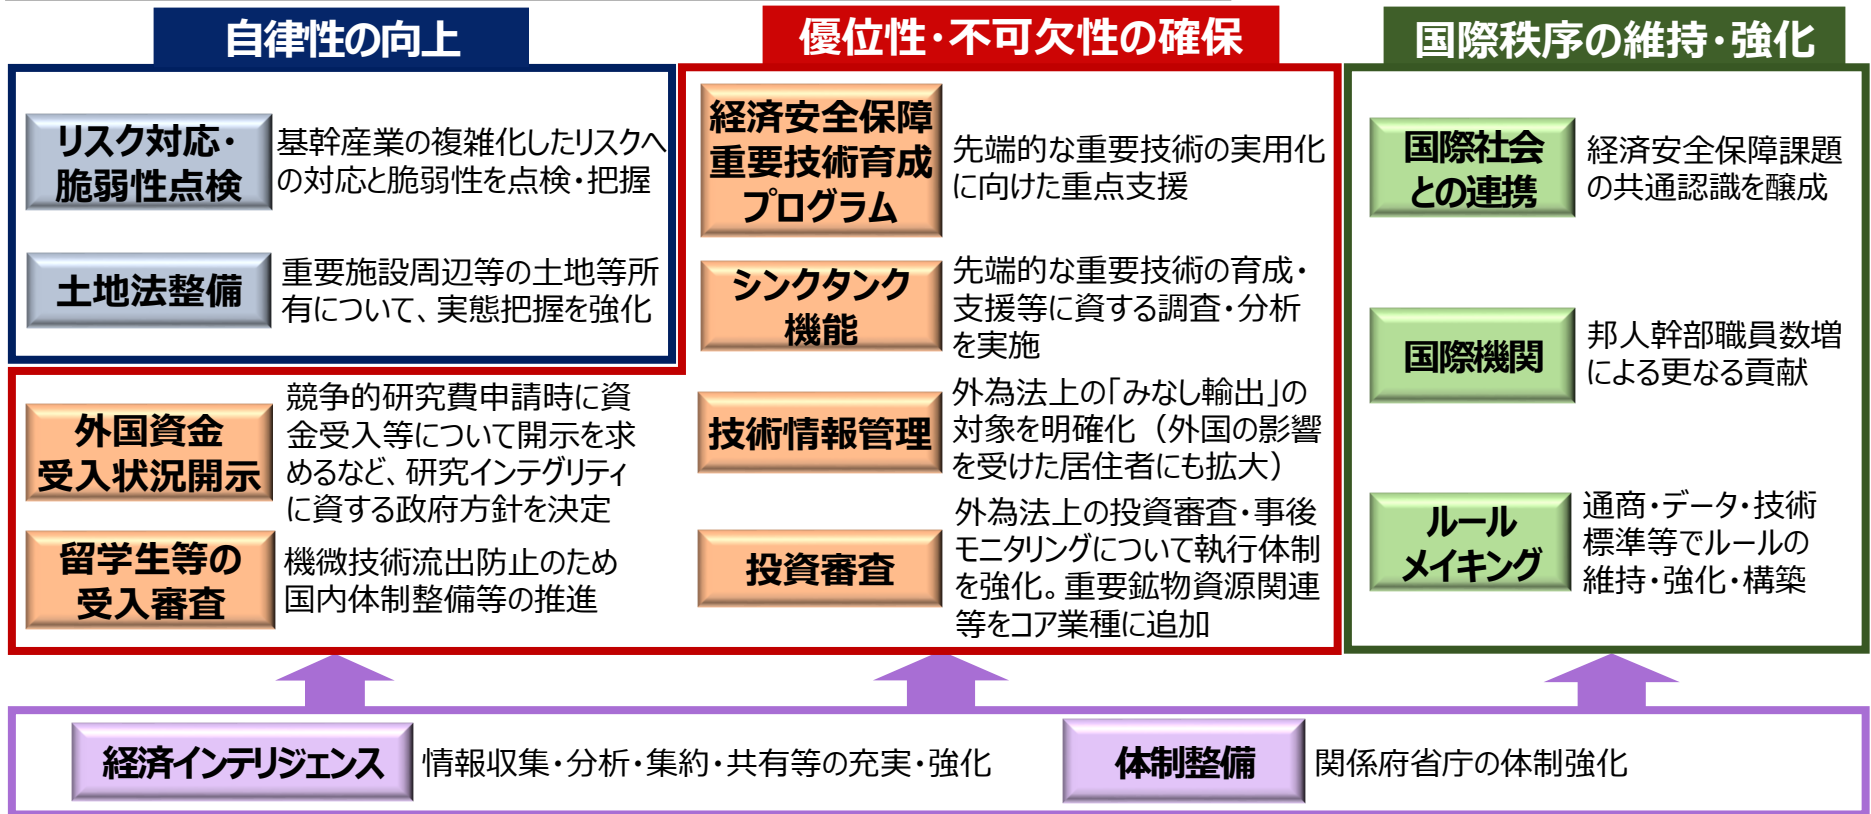 自律性の向上
リスク対応・
脆弱性点検
基幹産業の複雑化したリスクへ
の対応と脆弱性を点検・把握
土地法整備
重要施設周辺等の土地等所
有について、実態把握を強化
優位性・不可欠性の確保
外国資金
受入状況開示
競争的研究費申請時に資
金受入等について開示を求
めるなど、研究インテグリティ
に資する政府方針を決定
留学生等の
受入審査
機微技術流出防止のため
国内体制整備等の推進
経済安全保障
重要技術育成
プログラム
先端的な重要技術の実用化
に向けた重点支援
シンクタンク
機能
先端的な重要技術の育成・
支援等に資する調査・分析
を実施
技術情報管理
外為法上の「みなし輸出」の
対象を明確化（外国の影響
を受けた居住者にも拡大）
投資審査
外為法上の投資審査・事後
モニタリングについて執行体制
を強化。重要鉱物資源関連
等をコア業種に追加
国際秩序の維持・強化
国際社会
との連携
経済安全保障課題
の共通認識を醸成
国際機関
邦人幹部職員数増
による更なる貢献
ルール
メイキング
通商・データ・技術
標準等でルールの
維持・強化・構築
経済インテリジェンス
情報収集・分析・集約・共有等の充実・強化
体制整備
関係府省庁の体制強化